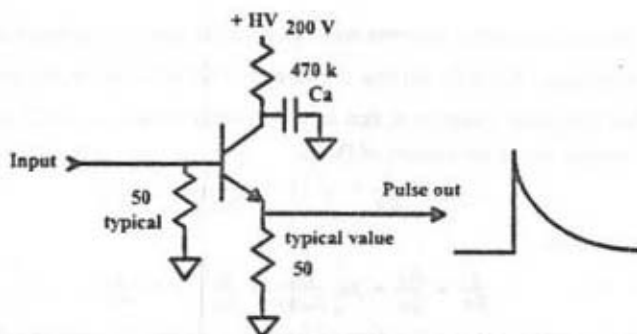 + HV
200 V
470 k
Ca
Input
50
typical
Pulse out
typical value
50